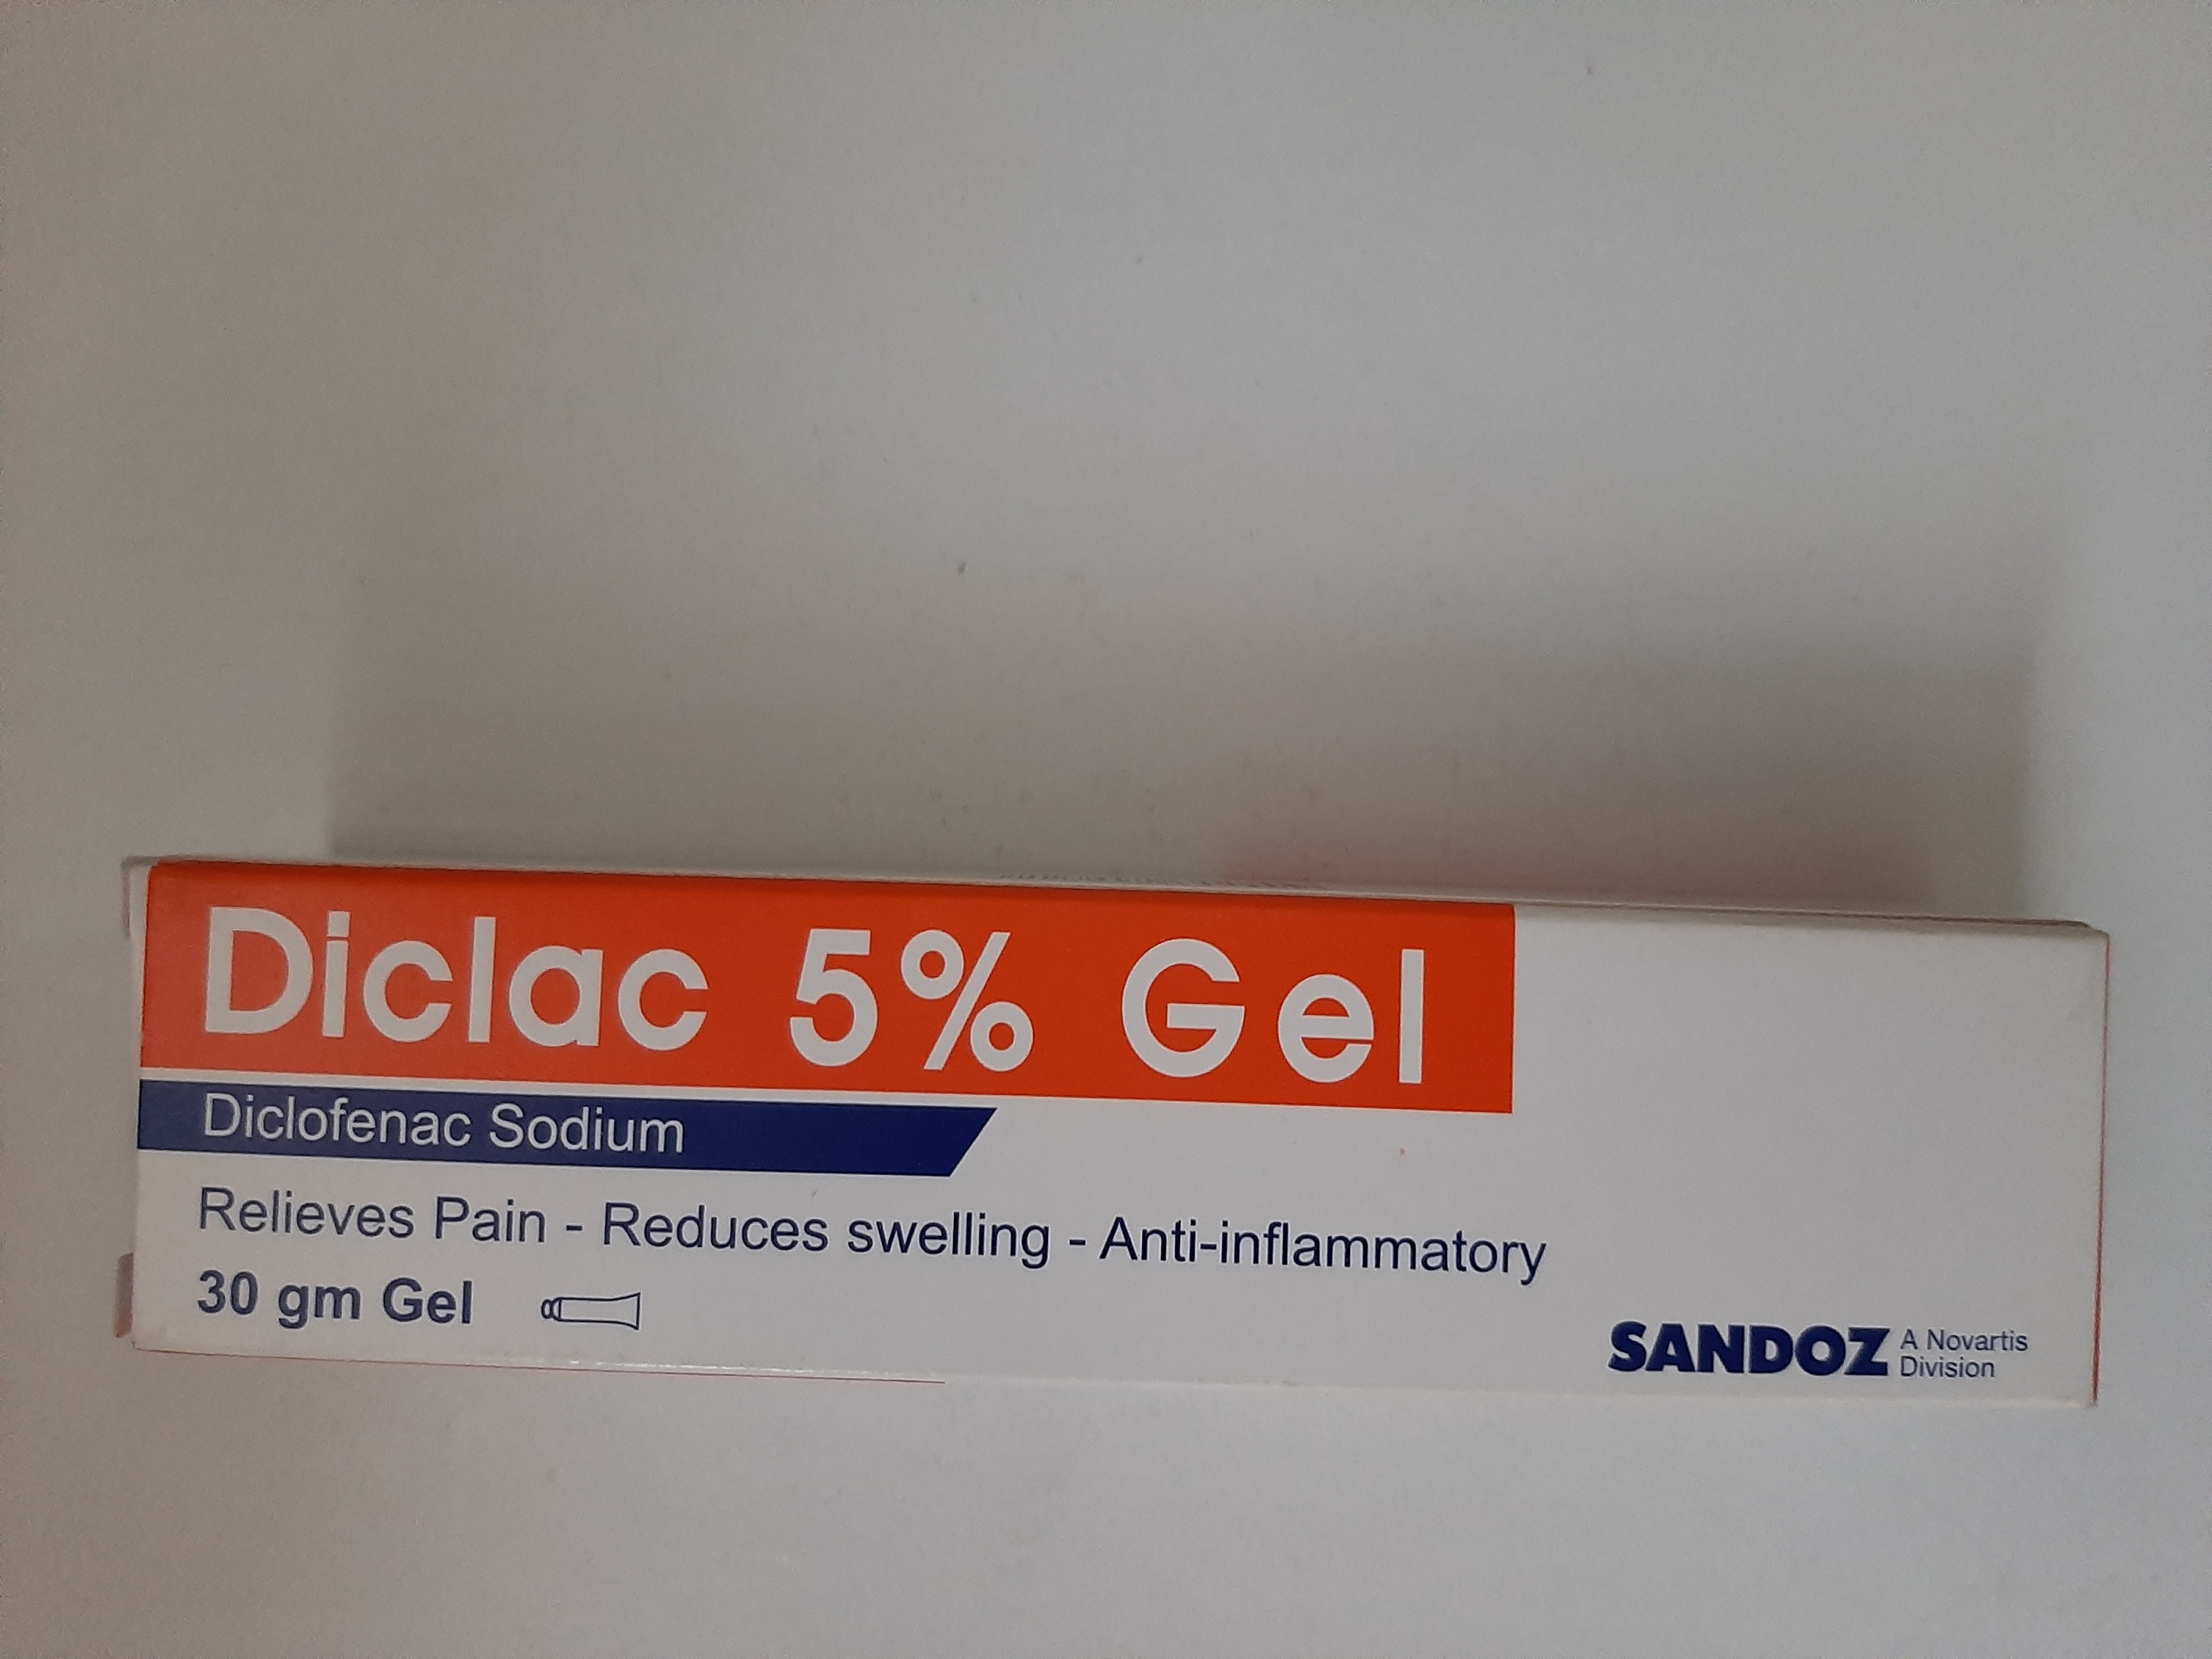 Diclac 5% Gel
Diclofenac Sodium
Relieves Pain - Reduces swelling - Anti-inflammatory
30 gm Gel
SANDOZ A Novartis
Division